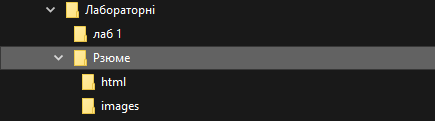 Лабораторні
лаб 1
Рзюме
html
images